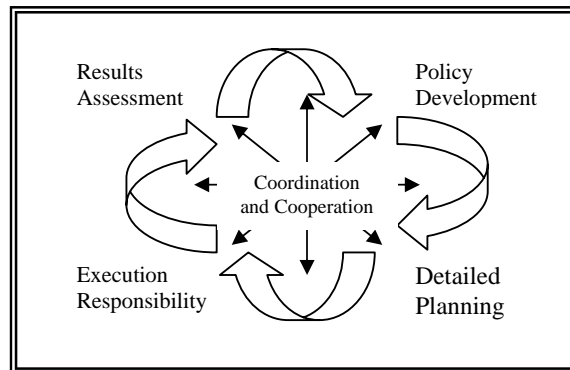 Results
Assessment
Policy
Development
Coordination
and Cooperation
Execution
Responsibility
Detailed
Planning